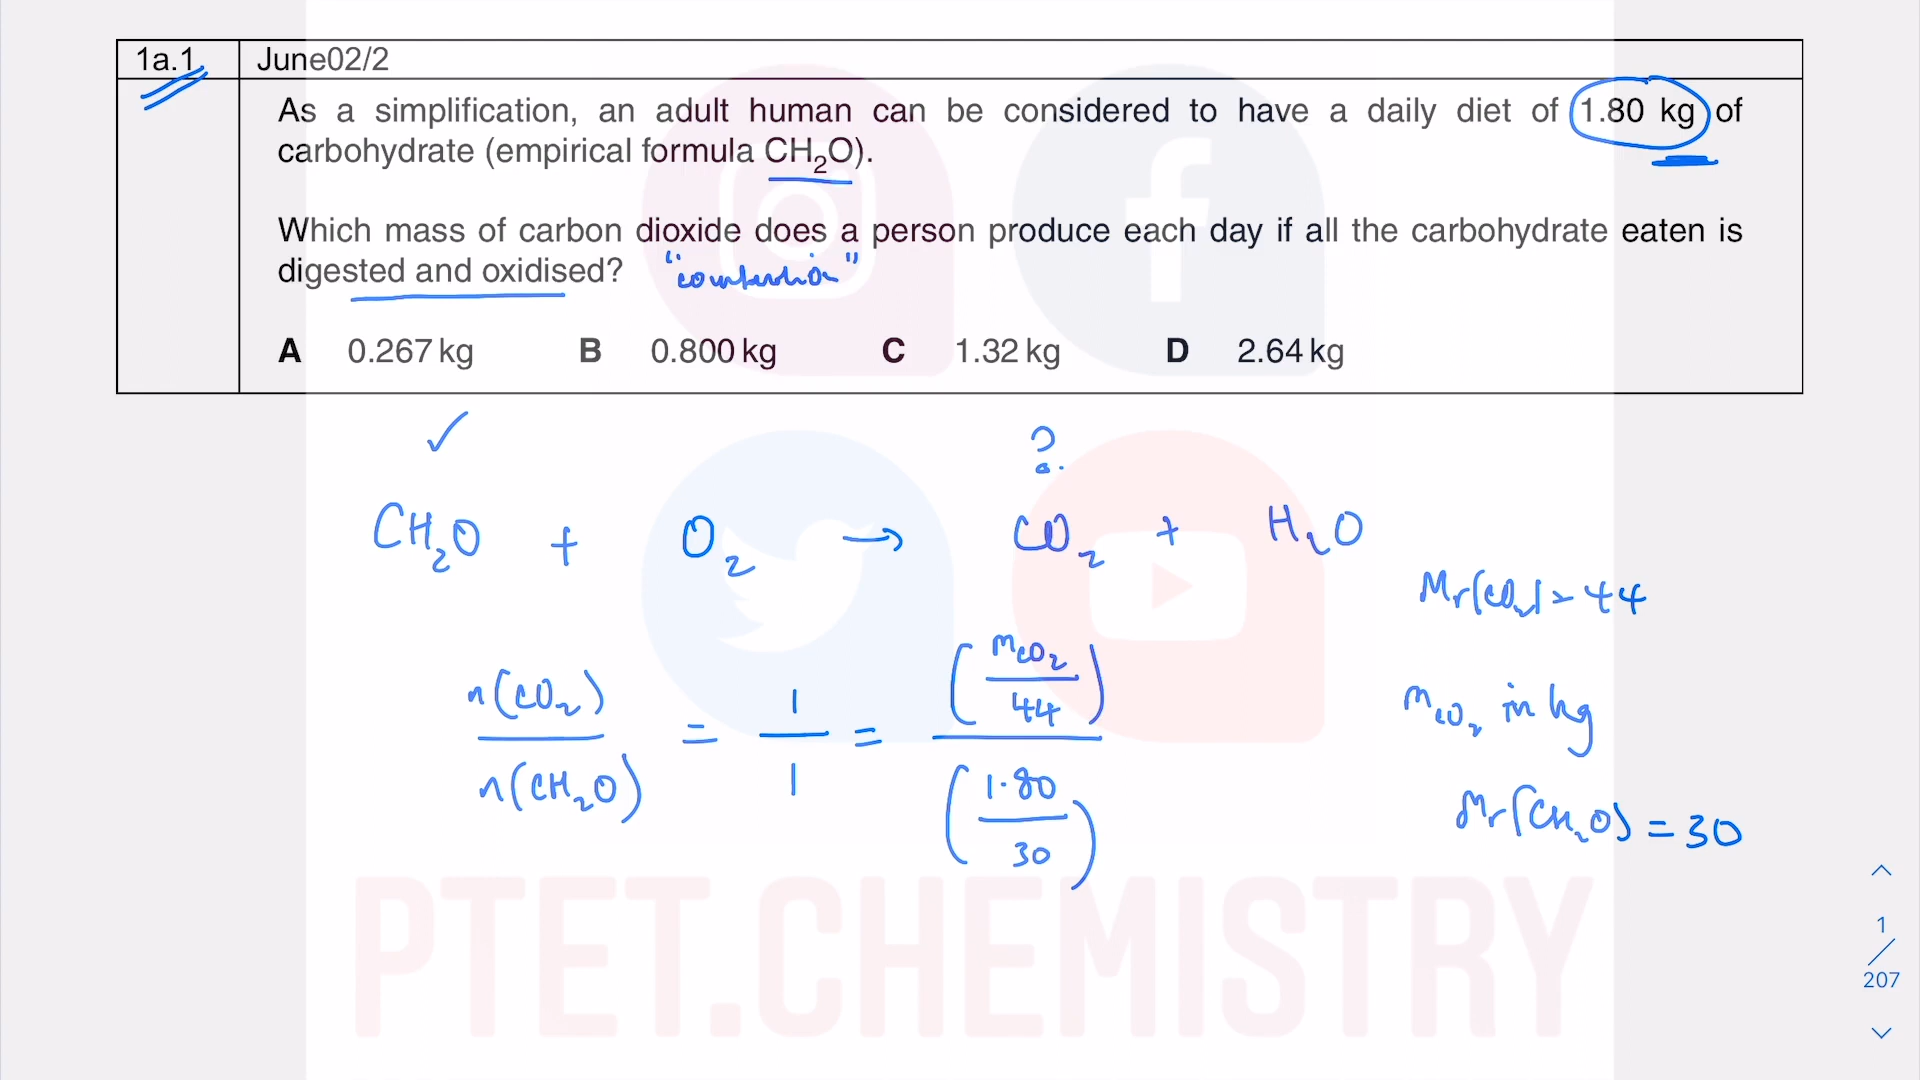 1a.1 June02/2
As a simplification, an adult human can be considered to have a daily diet of 1.80 kg of
carbohydrate (empirical formula CH₂O).
Which mass of carbon dioxide does a person produce each day if all the carbohydrate eaten is
digested and oxidised?
A 0.267 kg B 0.800 kg C 1.32 kg D 2.64 kg
✓ ?
CH₂O + O₂ → CO₂ + H₂O
Mr(CO₂) = 44
n(CO₂) / n(CH₂O) = 1 / 1 = (mCO₂ / 44) / (1.80 / 30)
mCO₂ in kg
Mr(CH₂O) = 30
PTET.CHEMISTRY
1 / 207